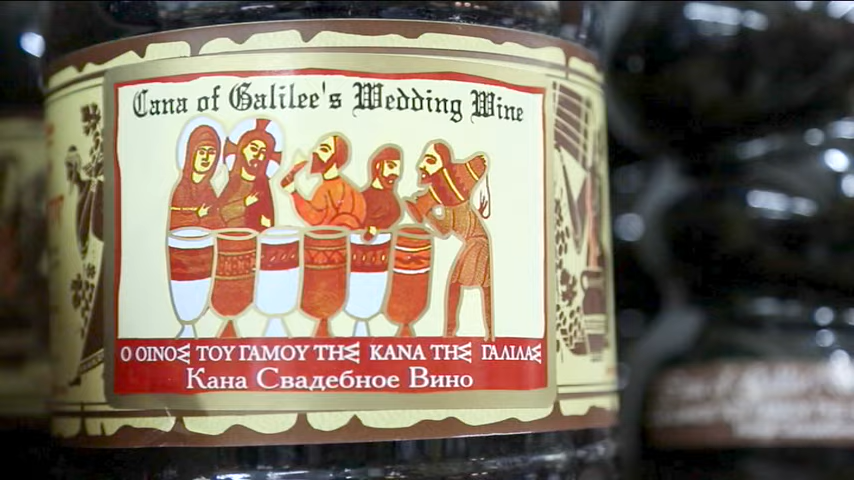 Cana of Galilee's Wedding Wine
Ο ΟΙΝΟΣ ΤΟΥ ΓΑΜΟΥ ΤΗΣ ΚΑΝΑ ΤΗΣ ΓΑΛΙΛΑΣ
Кана Свадебное Вино